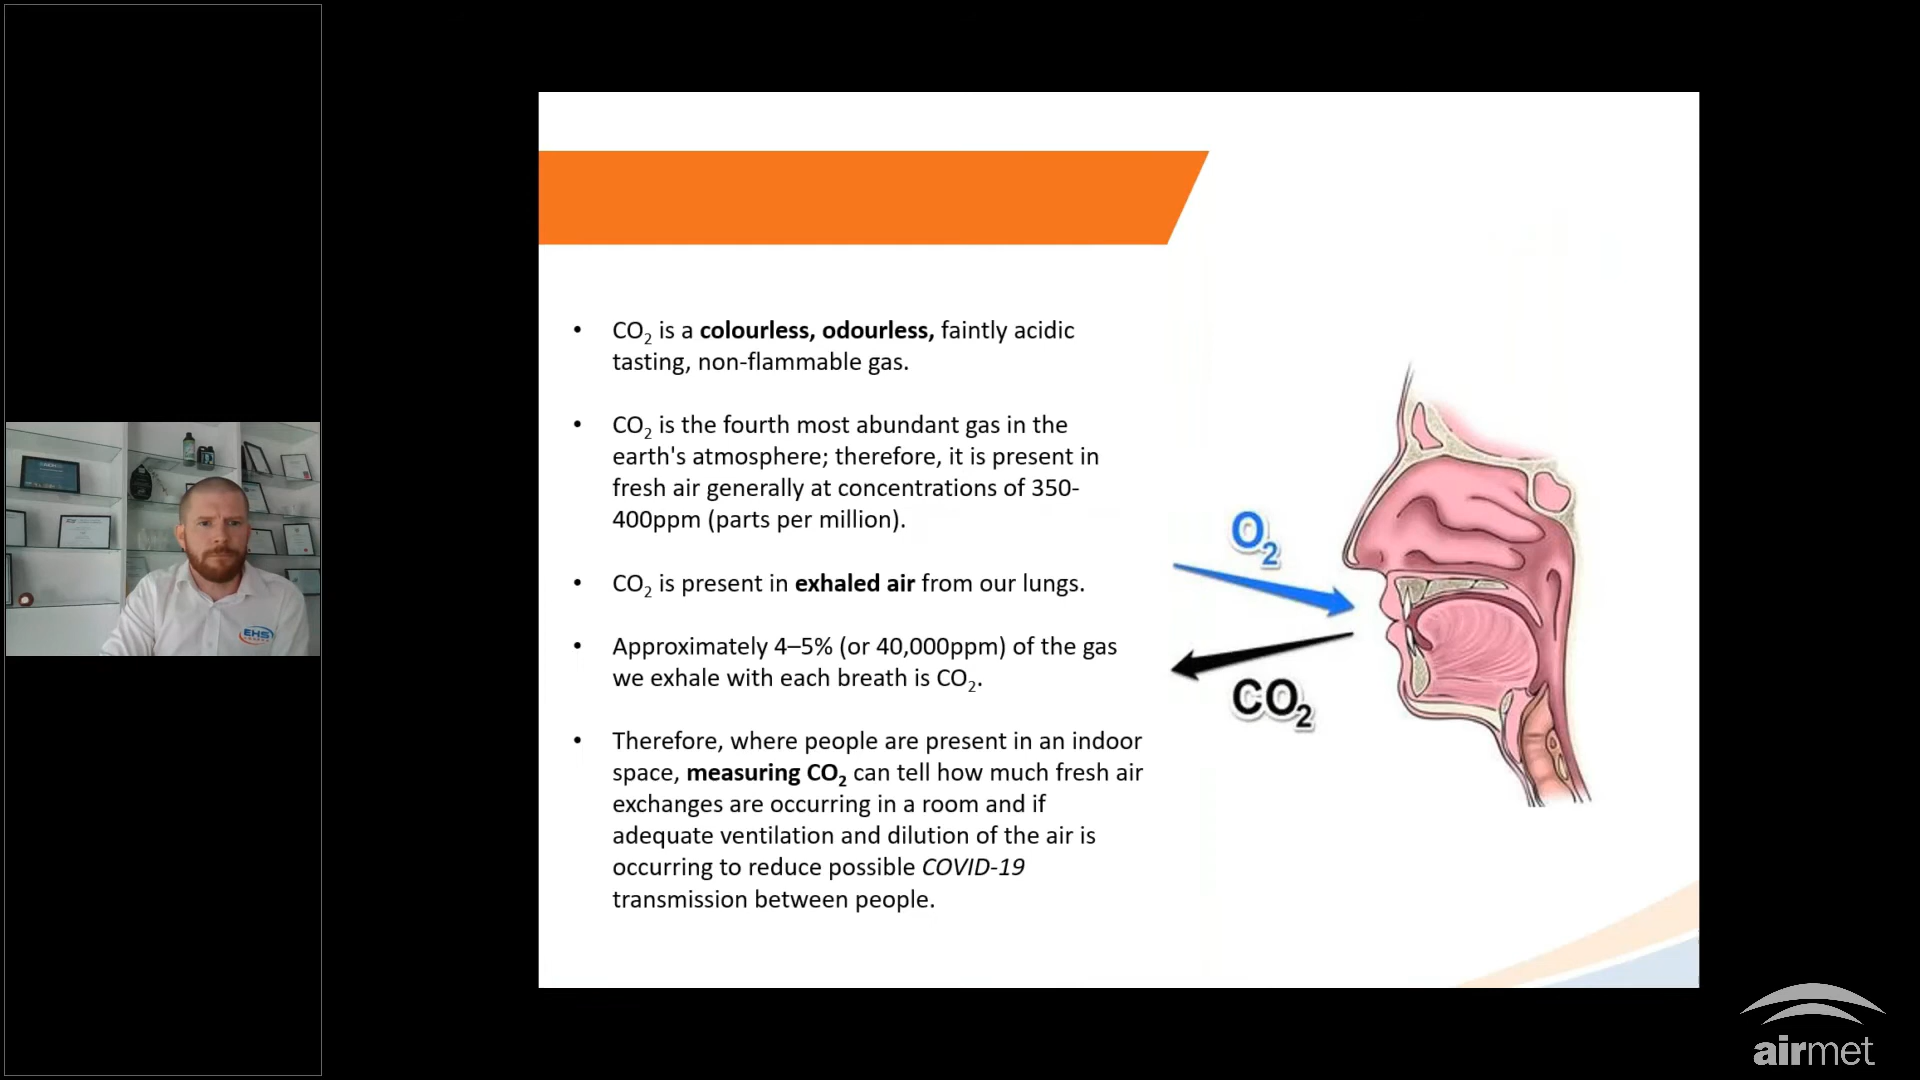 • CO2 is a colourless, odourless, faintly acidic
tasting, non-flammable gas.
• CO2 is the fourth most abundant gas in the
earth's atmosphere; therefore, it is present in
fresh air generally at concentrations of 350-
400ppm (parts per million).
• CO2 is present in exhaled air from our lungs.
• Approximately 4–5% (or 40,000ppm) of the gas
we exhale with each breath is CO2.
• Therefore, where people are present in an indoor
space, measuring CO2 can tell how much fresh air
exchanges are occurring in a room and if
adequate ventilation and dilution of the air is
occurring to reduce possible COVID-19
transmission between people.
O2
CO2
EHS
airmet